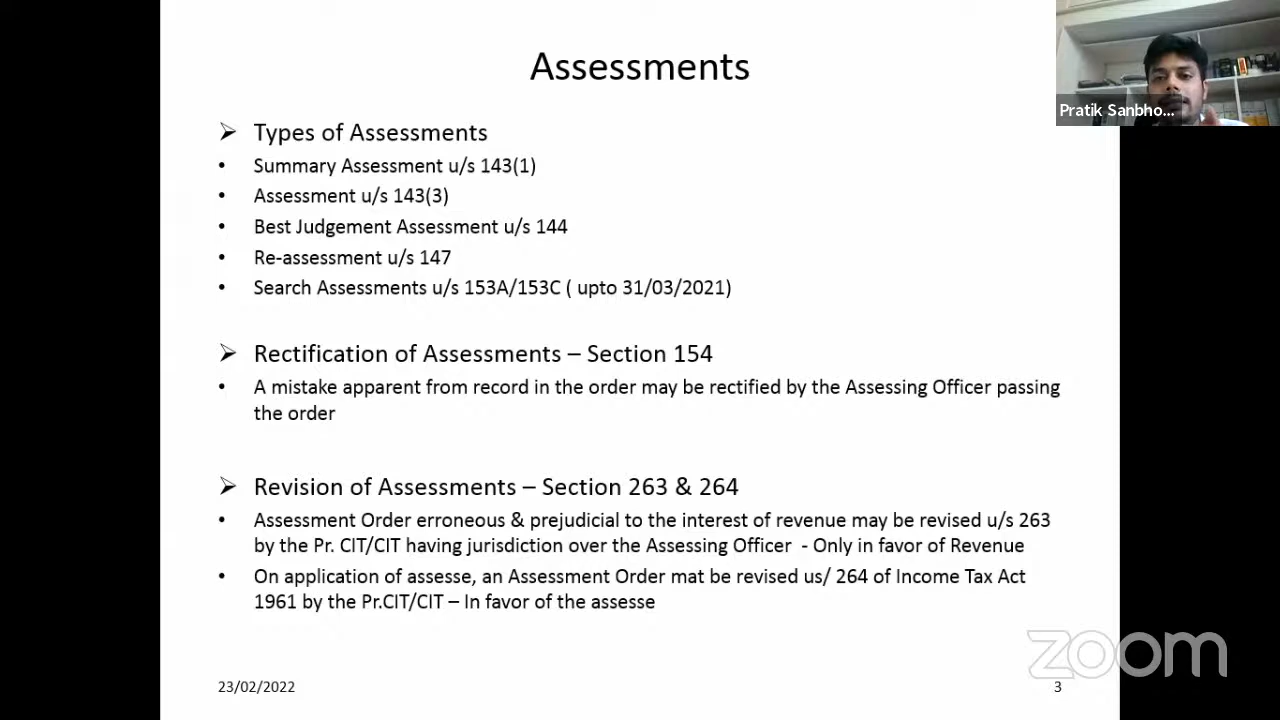 Assessments
Pratik Sanbho...
➢ Types of Assessments
• Summary Assessment u/s 143(1)
• Assessment u/s 143(3)
• Best Judgement Assessment u/s 144
• Re-assessment u/s 147
• Search Assessments u/s 153A/153C ( upto 31/03/2021)
➢ Rectification of Assessments – Section 154
• A mistake apparent from record in the order may be rectified by the Assessing Officer passing
the order
➢ Revision of Assessments – Section 263 & 264
• Assessment Order erroneous & prejudicial to the interest of revenue may be revised u/s 263
by the Pr. CIT/CIT having jurisdiction over the Assessing Officer - Only in favor of Revenue
• On application of assesse, an Assessment Order mat be revised us/ 264 of Income Tax Act
1961 by the Pr.CIT/CIT – In favor of the assesse
zoom
23/02/2022
3